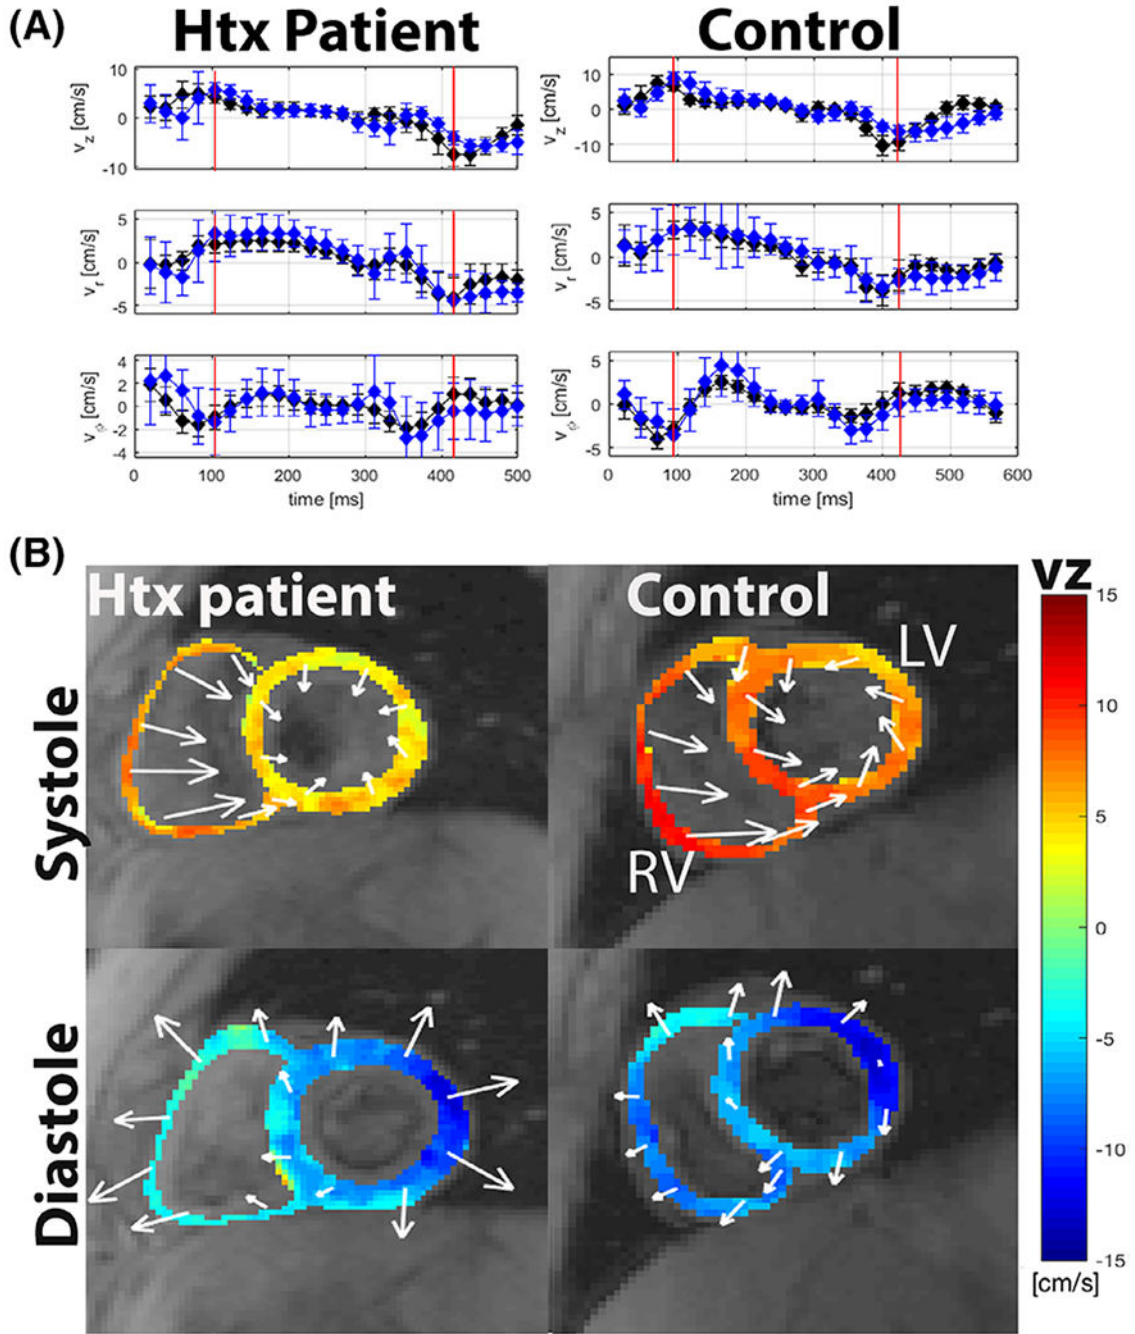 (A)
Htx Patient
Control
10
0
-10
v_z [cm/s]
10
0
-10
v_z [cm/s]
5
0
-5
v_r [cm/s]
5
0
-5
v_r [cm/s]
4
2
0
-2
-4
v_φ [cm/s]
0 100 200 300 400 500
time [ms]
5
0
-5
v_φ [cm/s]
0 100 200 300 400 500 600
time [ms]
(B)
Htx patient
Control
vz
Systole
LV
RV
Diastole
15
10
5
0
-5
-10
-15
[cm/s]